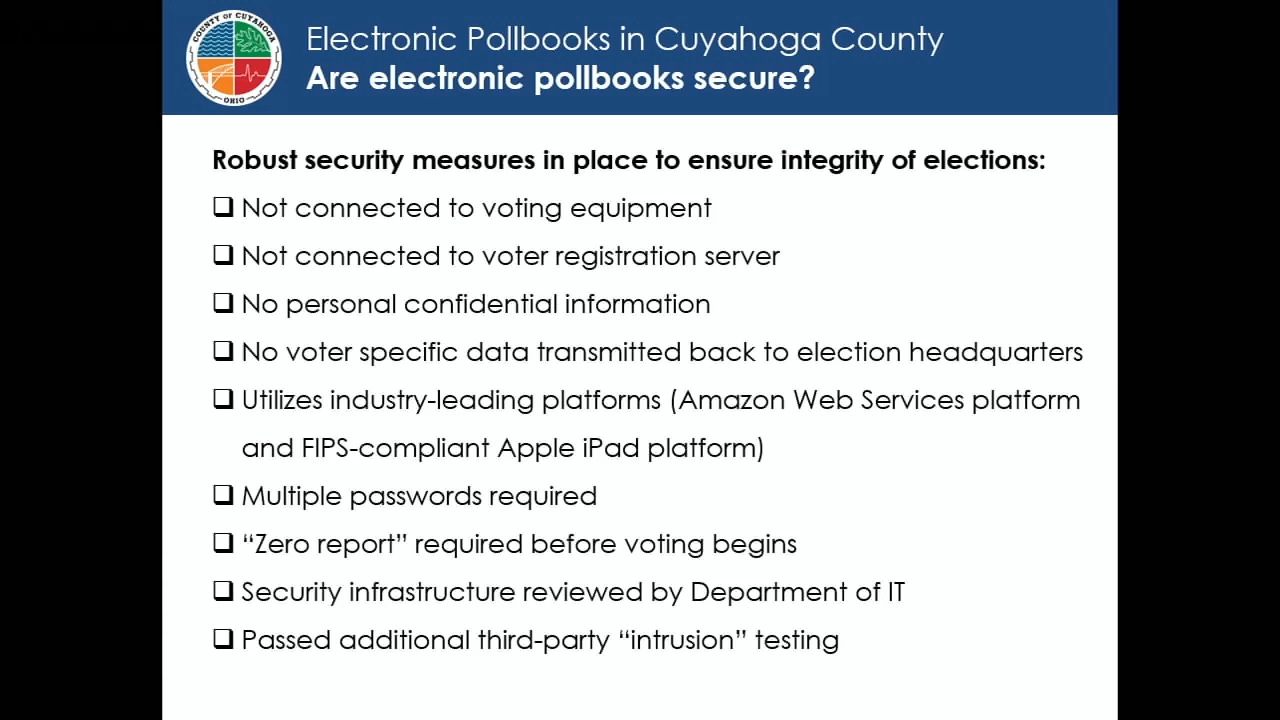 COUNTY OF CUYAHOGA
OHIO
Electronic Pollbooks in Cuyahoga County
Are electronic pollbooks secure?
Robust security measures in place to ensure integrity of elections:
❑ Not connected to voting equipment
❑ Not connected to voter registration server
❑ No personal confidential information
❑ No voter specific data transmitted back to election headquarters
❑ Utilizes industry-leading platforms (Amazon Web Services platform
and FIPS-compliant Apple iPad platform)
❑ Multiple passwords required
❑ “Zero report” required before voting begins
❑ Security infrastructure reviewed by Department of IT
❑ Passed additional third-party “intrusion” testing